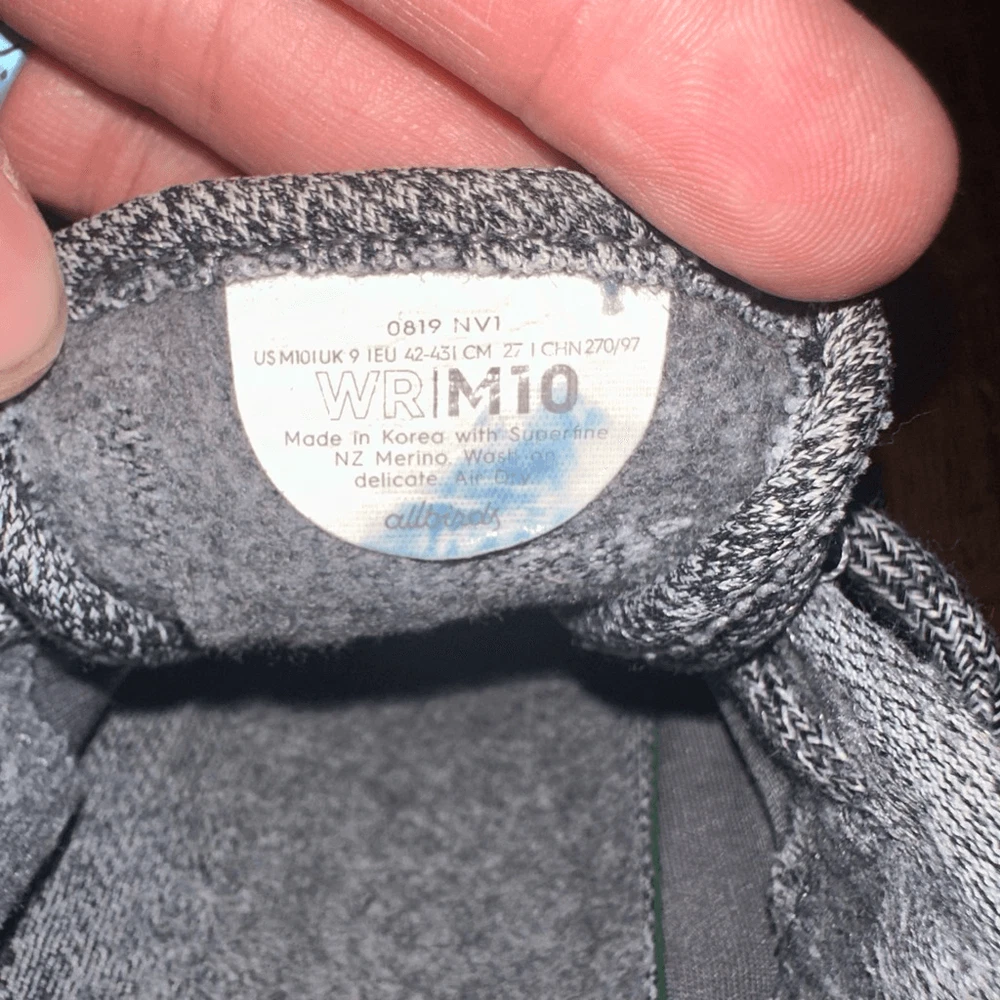 0819 NV1
US M10 | UK 9 | EU 42-43 | CM 27 | CHN 270/97
WR|M10
Made in Korea with Superfine
NZ Merino. Wash on
delicate. Air Dry.
allbirds